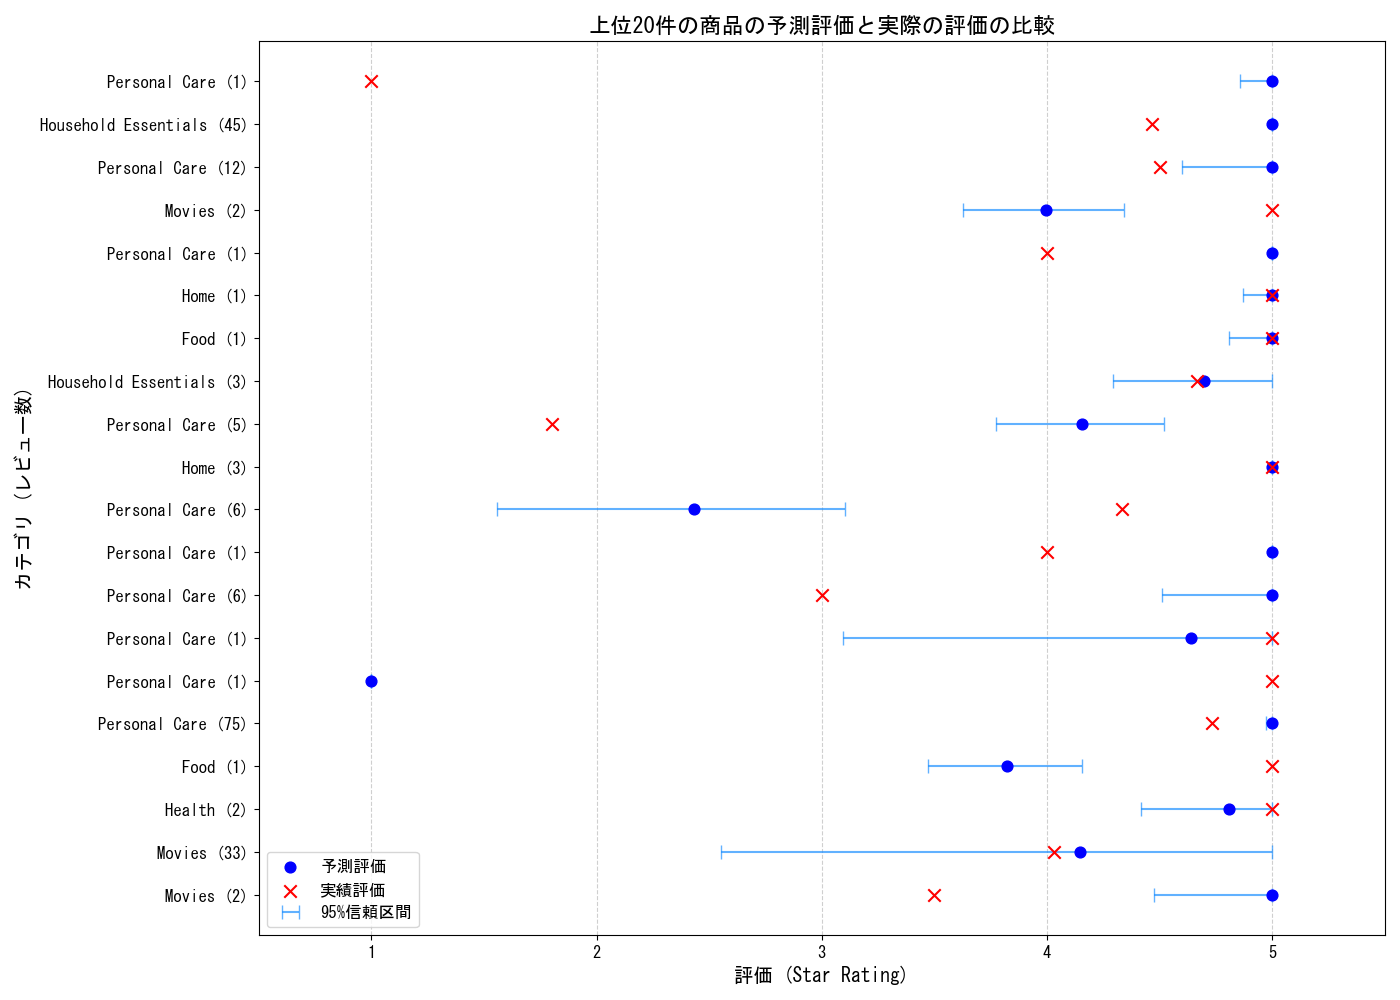 上位20件の商品の予測評価と実際の評価の比較
カテゴリ (レビュー数)
Personal Care (1)
Household Essentials (45)
Personal Care (12)
Movies (2)
Personal Care (1)
Home (1)
Food (1)
Household Essentials (3)
Personal Care (5)
Home (3)
Personal Care (6)
Personal Care (1)
Personal Care (6)
Personal Care (1)
Personal Care (1)
Personal Care (75)
Food (1)
Health (2)
Movies (33)
Movies (2)
予測評価
実績評価
95%信頼区間
1 2 3 4 5
評価 (Star Rating)